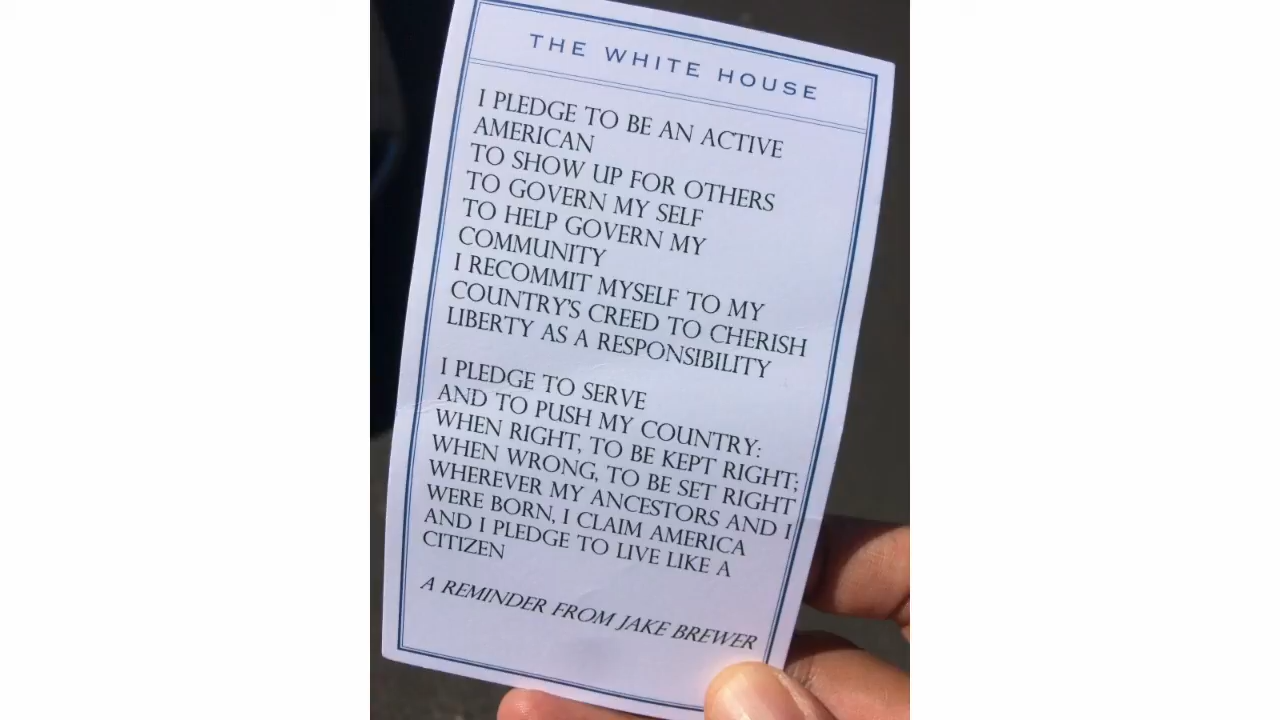 THE WHITE HOUSE
I PLEDGE TO BE AN ACTIVE
AMERICAN
TO SHOW UP FOR OTHERS
TO GOVERN MY SELF
TO HELP GOVERN MY
COMMUNITY
I RECOMMIT MYSELF TO MY
COUNTRY'S CREED TO CHERISH
LIBERTY AS A RESPONSIBILITY
I PLEDGE TO SERVE
AND TO PUSH MY COUNTRY:
WHEN RIGHT, TO BE KEPT RIGHT;
WHEN WRONG, TO BE SET RIGHT
WHEREVER MY ANCESTORS AND I
WERE BORN, I CLAIM AMERICA
AND I PLEDGE TO LIVE LIKE A
CITIZEN
A REMINDER FROM JAKE BREWER